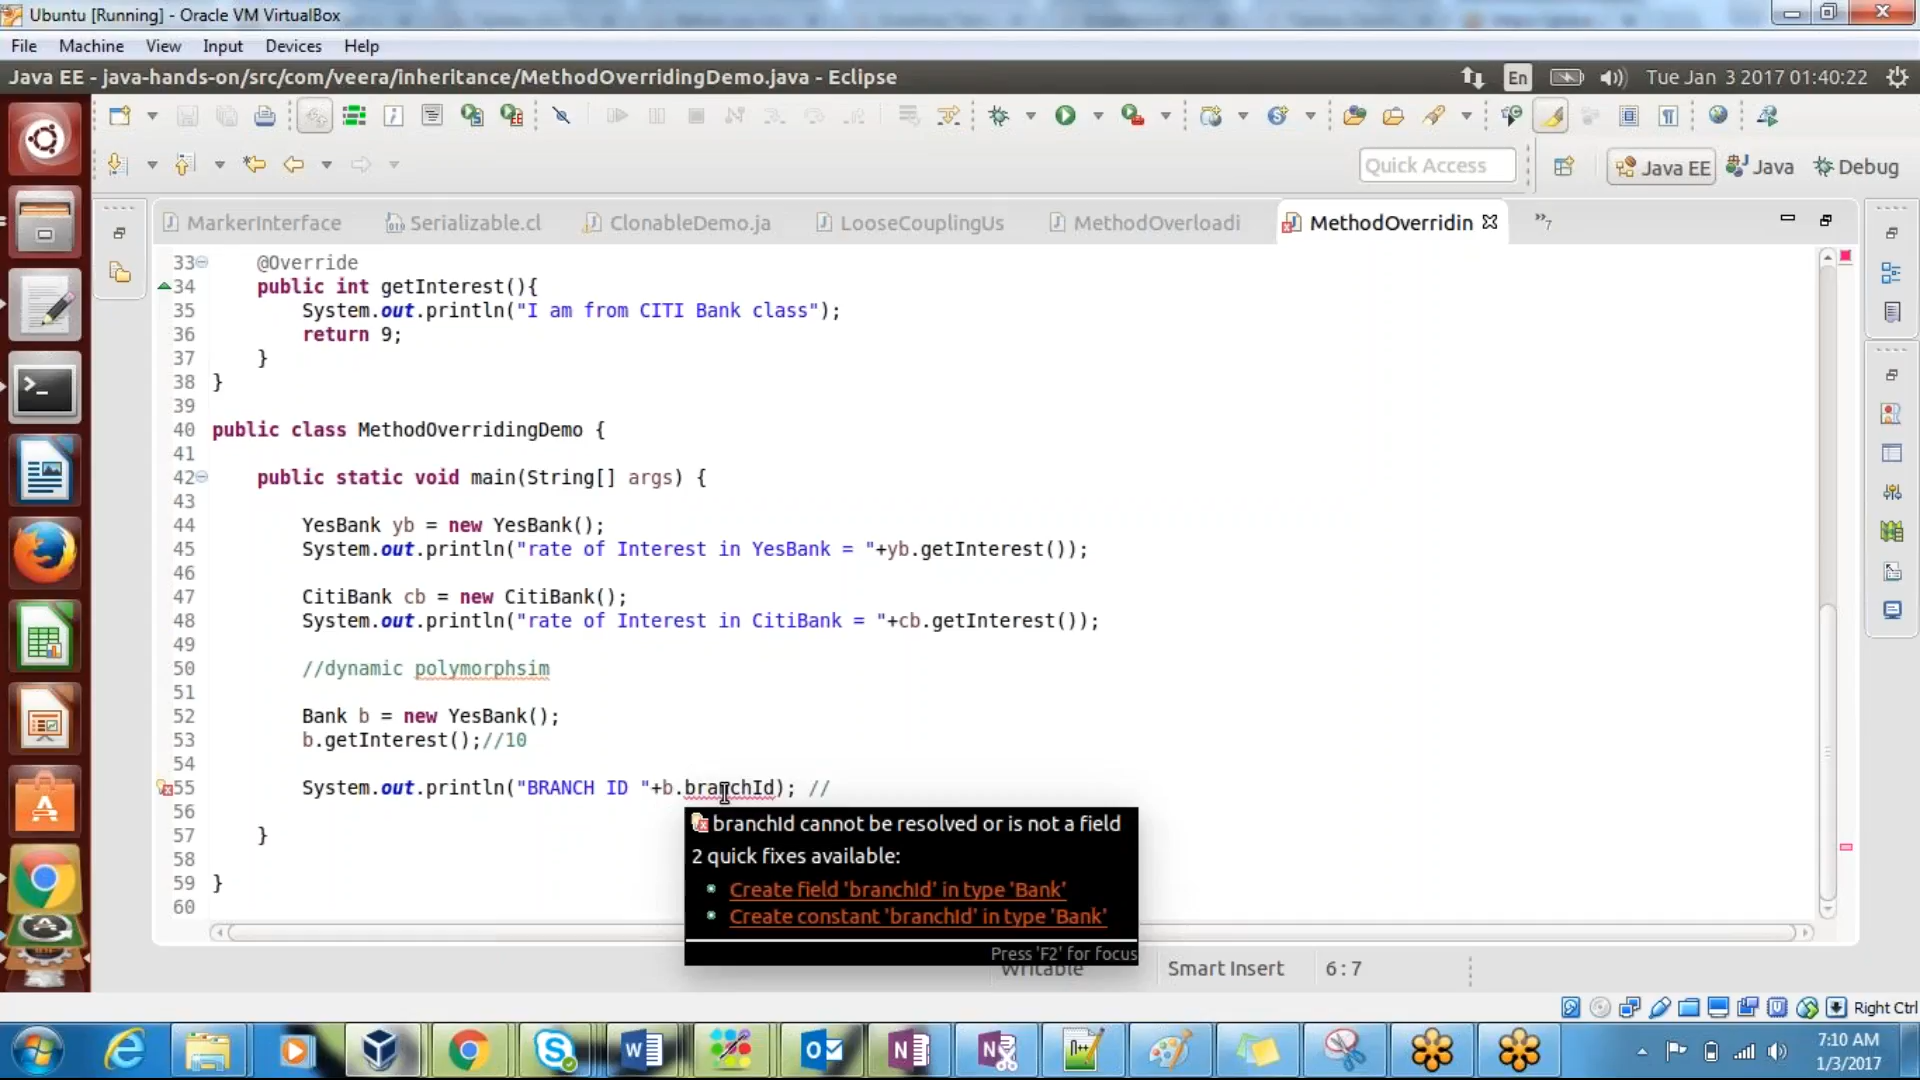 Ubuntu [Running] - Oracle VM VirtualBox
File Machine View Input Devices Help
Java EE - java-hands-on/src/com/veera/inheritance/MethodOverridingDemo.java - Eclipse
En
Tue Jan 3 2017 01:40:22
Quick Access
Java EE
Java
Debug
MarkerInterface
Serializable.cl
ClonableDemo.ja
LooseCouplingUs
MethodOverloadi
MethodOverridin
7
33 @Override
34 public int getInterest(){
35 System.out.println("I am from CITI Bank class");
36 return 9;
37 }
38 }
39
40 public class MethodOverridingDemo {
41
42 public static void main(String[] args) {
43
44 YesBank yb = new YesBank();
45 System.out.println("rate of Interest in YesBank = "+yb.getInterest());
46
47 CitiBank cb = new CitiBank();
48 System.out.println("rate of Interest in CitiBank = "+cb.getInterest());
49
50 //dynamic polymorphsim
51
52 Bank b = new YesBank();
53 b.getInterest();//10
54
55 System.out.println("BRANCH ID "+b.branchId); //
56
57 }
58
59 }
60
branchId cannot be resolved or is not a field
2 quick fixes available:
Create field 'branchId' in type 'Bank'
Create constant 'branchId' in type 'Bank'
Press 'F2' for focus
Writable
Smart Insert
6 : 7
Right Ctrl
7:10 AM
1/3/2017